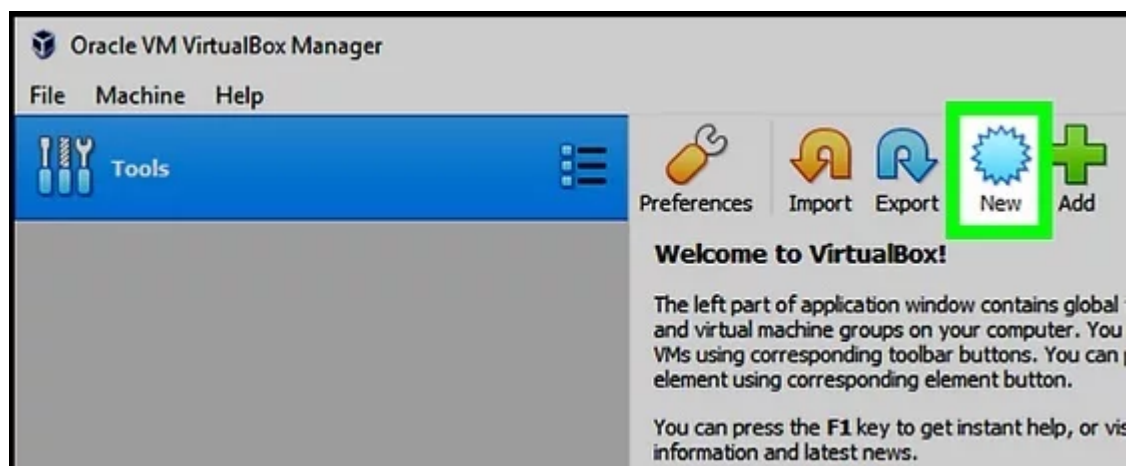 Oracle VM VirtualBox Manager
File Machine Help
Tools
Preferences Import Export New Add
Welcome to VirtualBox!
The left part of application window contains global
and virtual machine groups on your computer. You
VMs using corresponding toolbar buttons. You can
element using corresponding element button.
You can press the F1 key to get instant help, or
information and latest news.